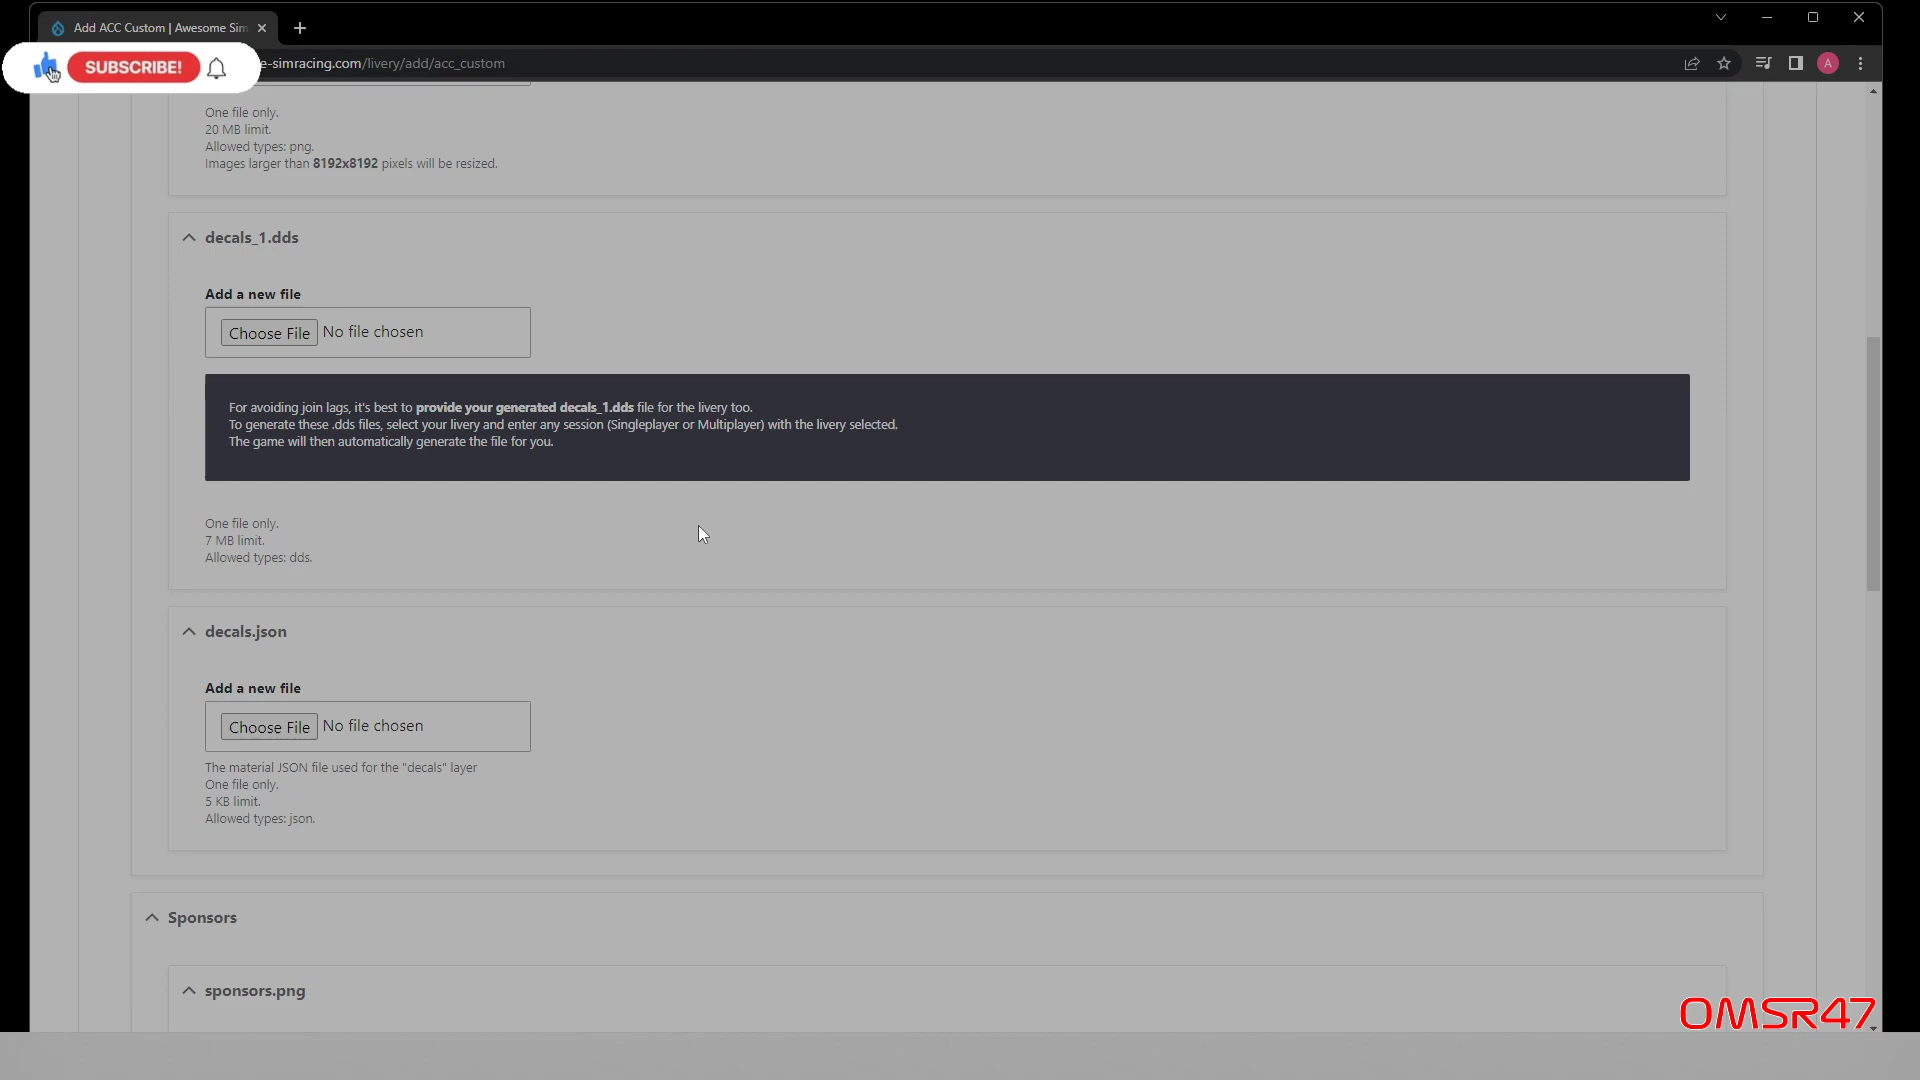 Add ACC Custom | Awesome Sim
SUBSCRIBE!
e-simracing.com/livery/add/acc_custom
A
One file only.
20 MB limit.
Allowed types: png.
Images larger than 8192x8192 pixels will be resized.
decals_1.dds
Add a new file
Choose File No file chosen
For avoiding join lags, it's best to provide your generated decals_1.dds file for the livery too.
To generate these .dds files, select your livery and enter any session (Singleplayer or Multiplayer) with the livery selected.
The game will then automatically generate the file for you.
One file only.
7 MB limit.
Allowed types: dds.
decals.json
Add a new file
Choose File No file chosen
The material JSON file used for the "decals" layer
One file only.
5 KB limit.
Allowed types: json.
Sponsors
sponsors.png
OMSR47